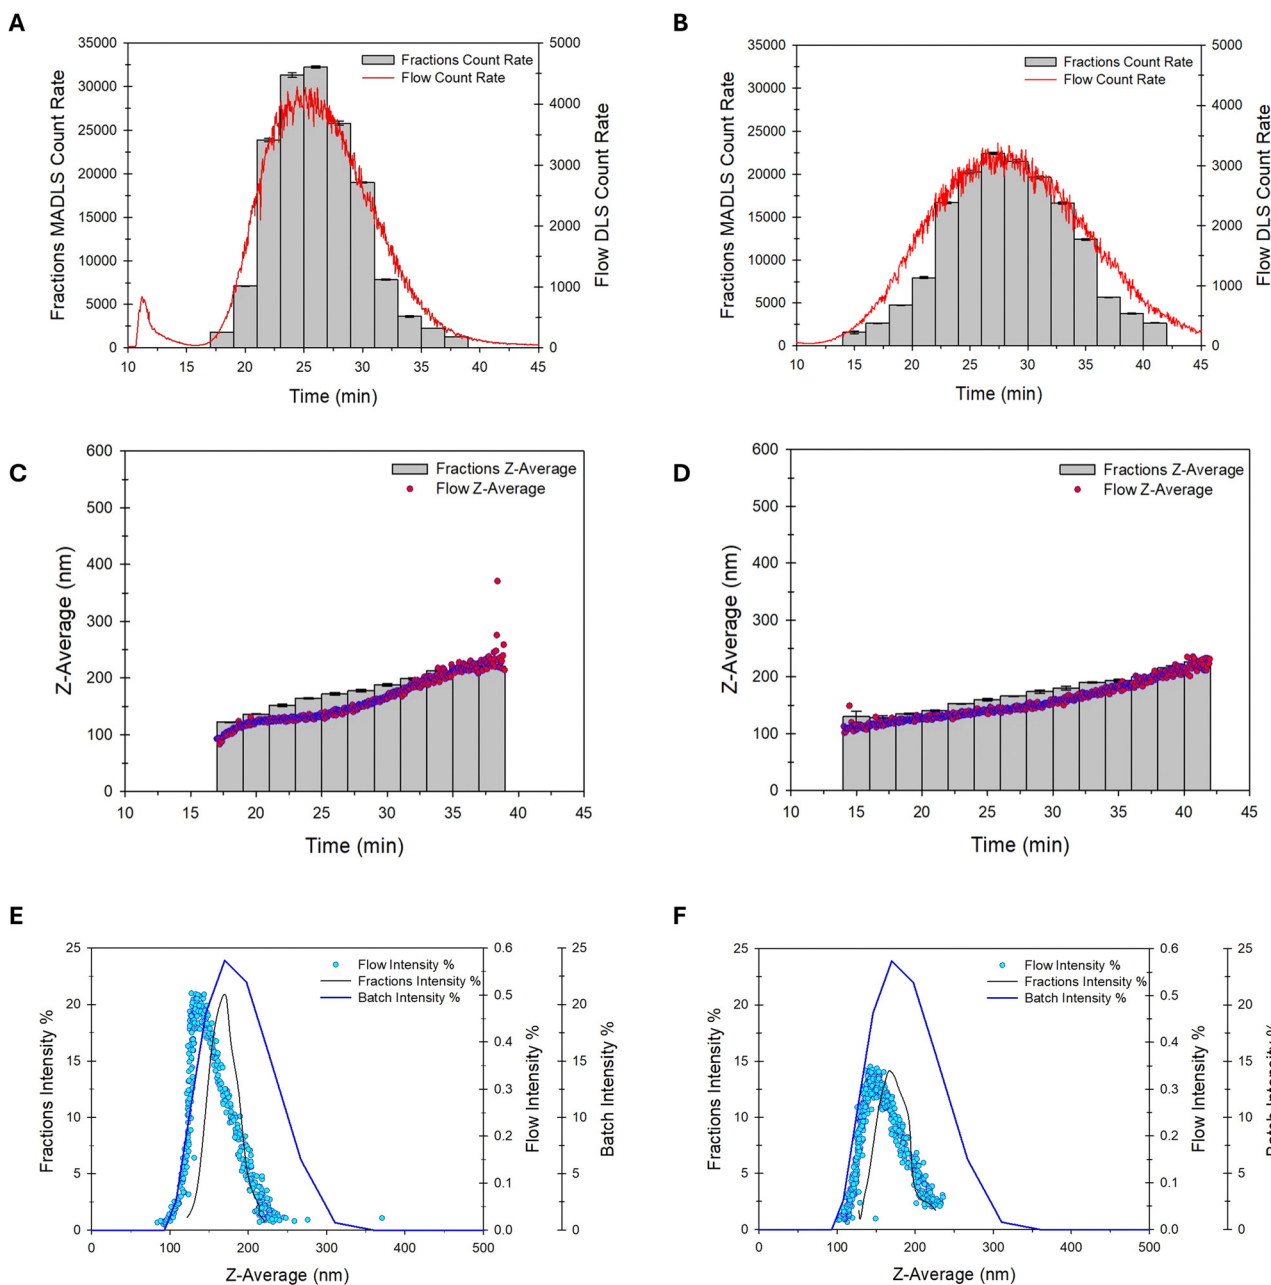 A
35000
30000
25000
20000
15000
10000
5000
0
Fractions MADLS Count Rate
Fractions Count Rate
Flow Count Rate
5000
4000
3000
2000
1000
0
Flow DLS Count Rate
10 15 20 25 30 35 40 45
Time (min)
B
35000
30000
25000
20000
15000
10000
5000
0
Fractions MADLS Count Rate
Fractions Count Rate
Flow Count Rate
5000
4000
3000
2000
1000
0
Flow DLS Count Rate
10 15 20 25 30 35 40 45
Time (min)
C
600
500
400
300
200
100
0
Z-Average (nm)
Fractions Z-Average
Flow Z-Average
10 15 20 25 30 35 40 45
Time (min)
D
600
500
400
300
200
100
0
Z-Average (nm)
Fractions Z-Average
Flow Z-Average
10 15 20 25 30 35 40 45
Time (min)
E
25
20
15
10
5
0
Fractions Intensity %
Flow Intensity %
Fractions Intensity %
Batch Intensity %
0.6
0.5
0.4
0.3
0.2
0.1
0.0
Flow Intensity %
25
20
15
10
5
0
Batch Intensity %
0 100 200 300 400 500
Z-Average (nm)
F
25
20
15
10
5
0
Fractions Intensity %
Flow Intensity %
Fractions Intensity %
Batch Intensity %
0.6
0.5
0.4
0.3
0.2
0.1
0.0
Flow Intensity %
25
20
15
10
5
0
Batch Intensity %
0 100 200 300 400 500
Z-Average (nm)